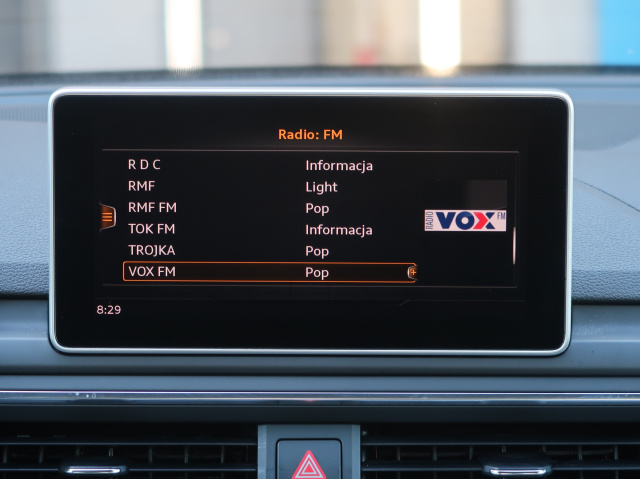 Radio: FM
R D C Informacja
RMF Light
RMF FM Pop
TOK FM Informacja
TROJKA Pop
VOX FM Pop
RADIO VOX FM
8:29